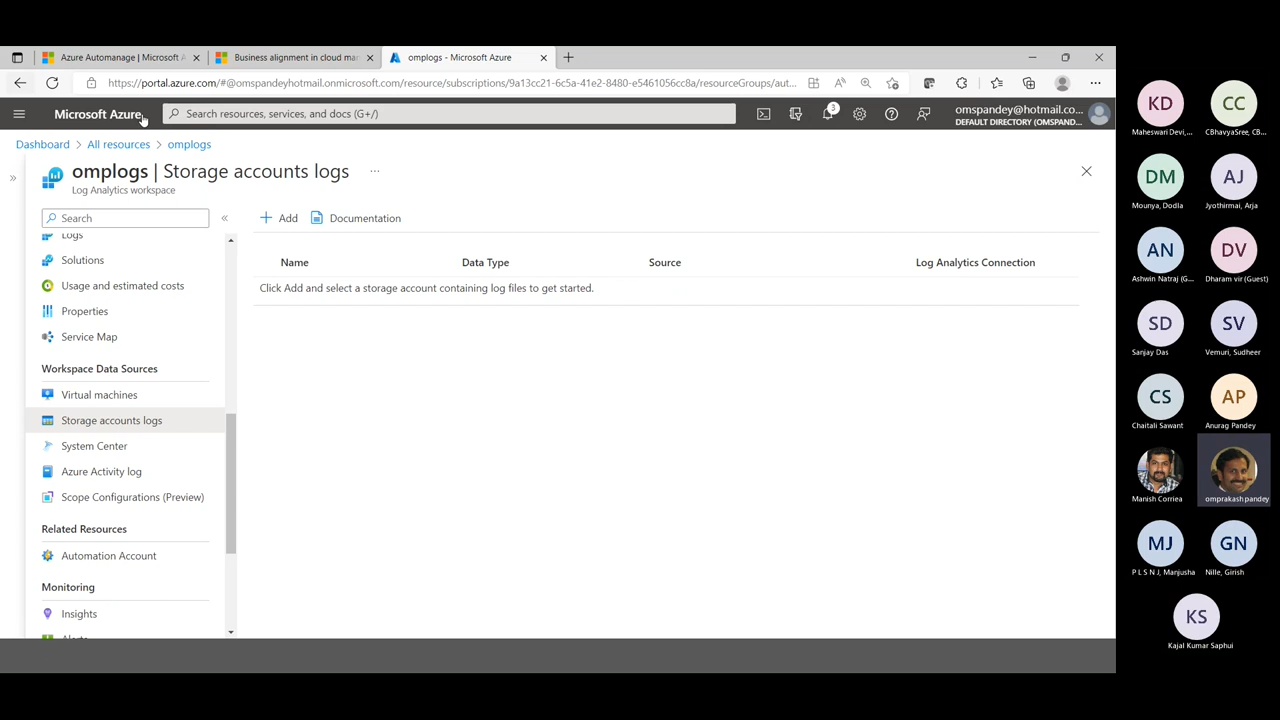 Azure Automanage | Microsoft A
Business alignment in cloud ma
omplogs - Microsoft Azure
https://portal.azure.com/#@omspandeyhotmail.onmicrosoft.com/resource/subscriptions/9a13cc21-6c5a-41e2-8480-e5461056cc8a/resourceGroups/aut...
Microsoft Azure
Search resources, services, and docs (G+/)
3
omspandey@hotmail.co...
DEFAULT DIRECTORY (OMSPAND...
Dashboard > All resources > omplogs
omplogs | Storage accounts logs ...
Log Analytics workspace
Search
Add
Documentation
Logs
Solutions
Usage and estimated costs
Properties
Service Map
Workspace Data Sources
Virtual machines
Storage accounts logs
System Center
Azure Activity log
Scope Configurations (Preview)
Related Resources
Automation Account
Monitoring
Insights
Alerts
Name Data Type Source Log Analytics Connection
Click Add and select a storage account containing log files to get started.
KD
Maheswari Devi,...
CC
CBhavyaSree, CB...
DM
Mounya, Dodla
AJ
Jyothirmai, Arja
AN
Ashwin Natraj (G...
DV
Dharam vir (Guest)
SD
Sanjay Das
SV
Vemuri, Sudheer
CS
Chaitali Sawant
AP
Anurag Pandey
Manish Corriea
omprakash pandey
MJ
P L S N J, Manjusha
GN
Nille, Girish
KS
Kajal Kumar Saphui